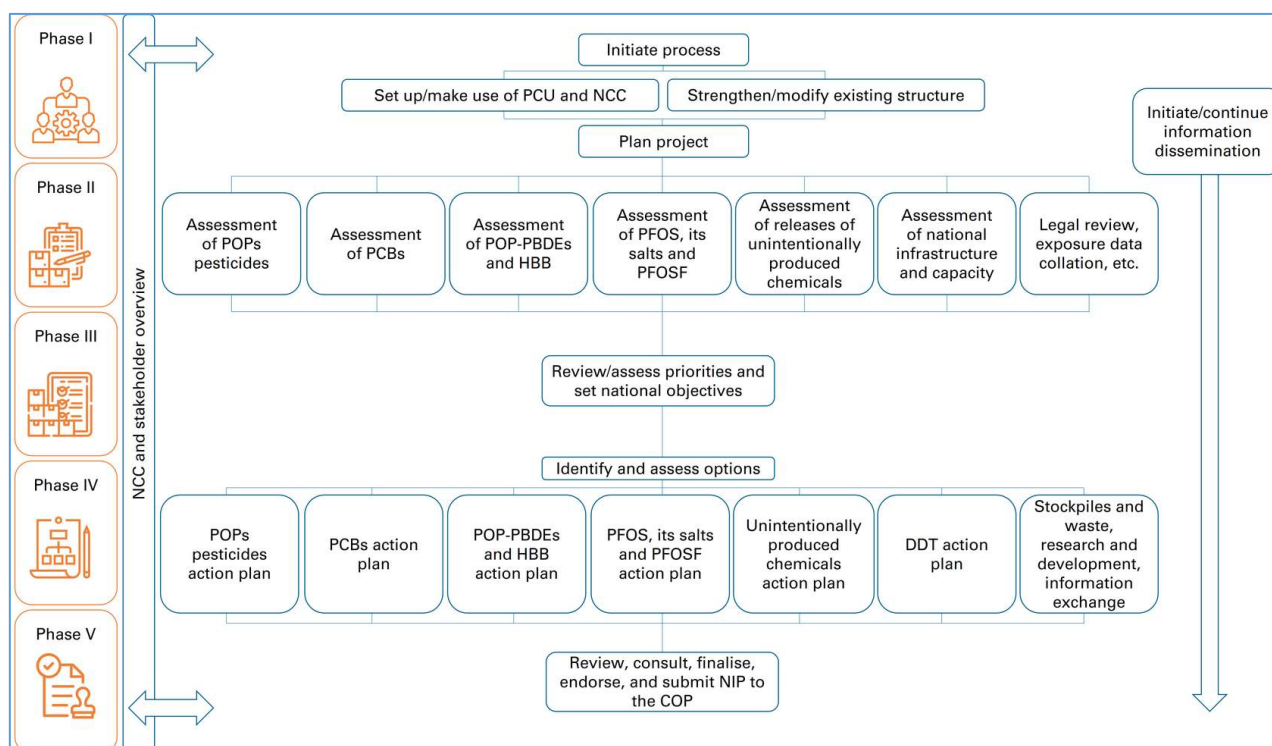 Phase I
Initiate process
Set up/make use of PCU and NCC
Strengthen/modify existing structure
Plan project
Initiate/continue
information
dissemination
NCC and stakeholder overview
Phase II
Assessment
of POPs
pesticides
Assessment
of PCBs
Assessment
of POP-PBDEs
and HBB
Assessment
of PFOS, its
salts and
PFOSF
Assessment
of releases of
unintentionally
produced
chemicals
Assessment
of national
infrastructure
and capacity
Legal review,
exposure data
collation, etc.
Phase III
Review/assess priorities and
set national objectives
Phase IV
Identify and assess options
POPs
pesticides
action plan
PCBs action
plan
POP-PBDEs
and HBB
action plan
PFOS, its salts
and PFOSF
action plan
Unintentionally
produced
chemicals
action plan
DDT action
plan
Stockpiles and
waste,
research and
development,
information
exchange
Phase V
Review, consult, finalise,
endorse, and submit NIP to
the COP